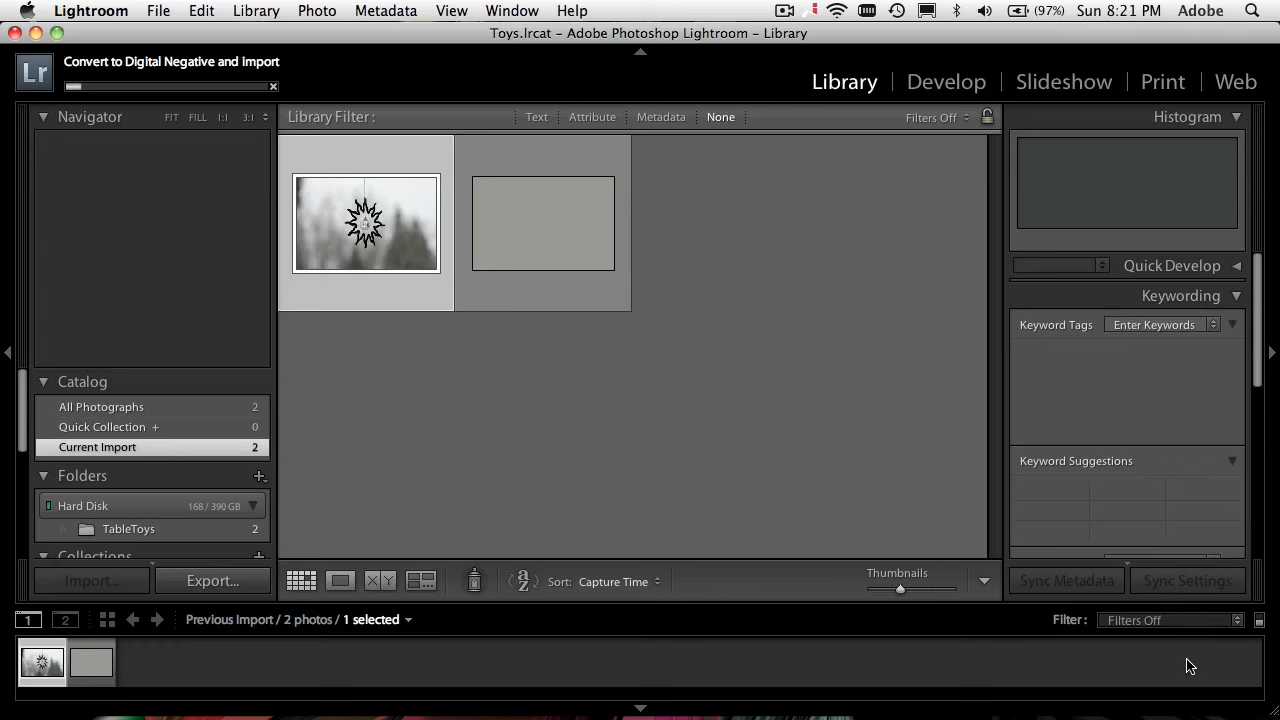 Lightroom File Edit Library Photo Metadata View Window Help (97%) Sun 8:21 PM Adobe
Toys.lrcat – Adobe Photoshop Lightroom – Library
Lr
Convert to Digital Negative and Import
Library | Develop | Slideshow | Print | Web
Navigator FIT FILL 1:1 3:1
Library Filter : Text Attribute Metadata None Filters Off
Histogram
Quick Develop
Keywording
Keyword Tags Enter Keywords
Catalog
All Photographs 2
Quick Collection + 0
Current Import 2
Keyword Suggestions
Folders +
Hard Disk 168 / 390 GB
TableToys 2
Collections +
Import... Export...
XY
Sort: Capture Time
Thumbnails
Sync Metadata Sync Settings
1 2 Previous Import / 2 photos / 1 selected
Filter : Filters Off